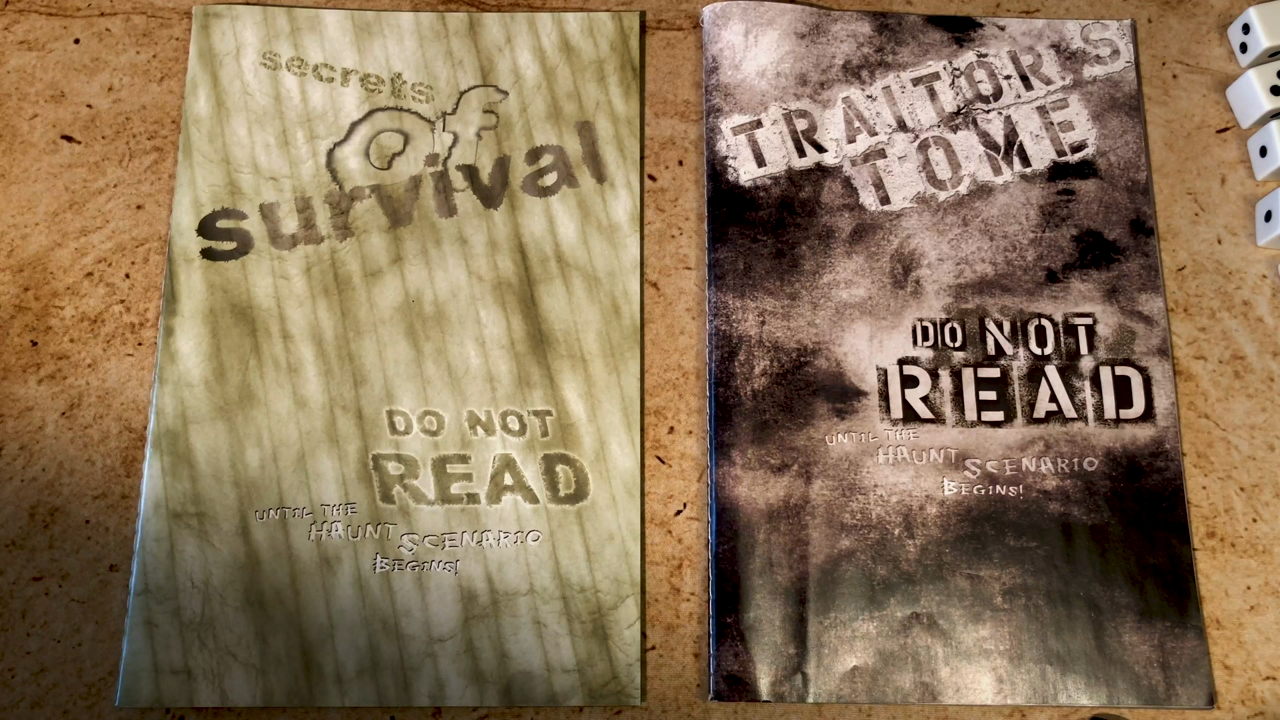 secrets
of
survival
DO NOT
READ
UNTIL THE
HAUNT SCENARIO
BEGINS!
TRAITOR'S
TOME
DO NOT
READ
UNTIL THE
HAUNT SCENARIO
BEGINS!